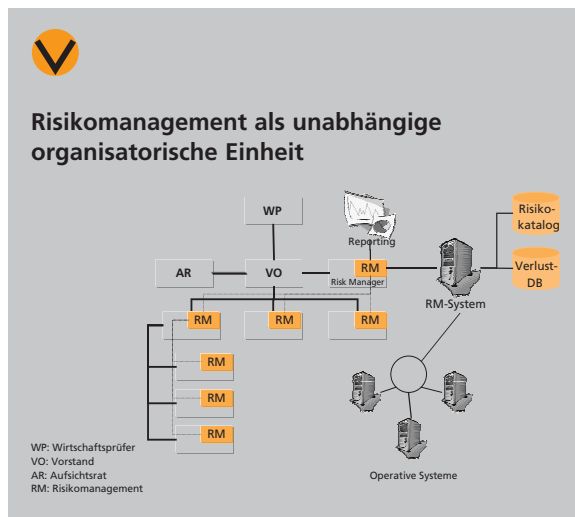 Risikomanagement als unabhängige
organisatorische Einheit
WP
Reporting
Risiko-
katalog
AR
VO
RM
Risk Manager
RM-System
Verlust-
DB
RM
RM
RM
RM
RM
RM
WP: Wirtschaftsprüfer
VO: Vorstand
AR: Aufsichtsrat
RM: Risikomanagement
Operative Systeme